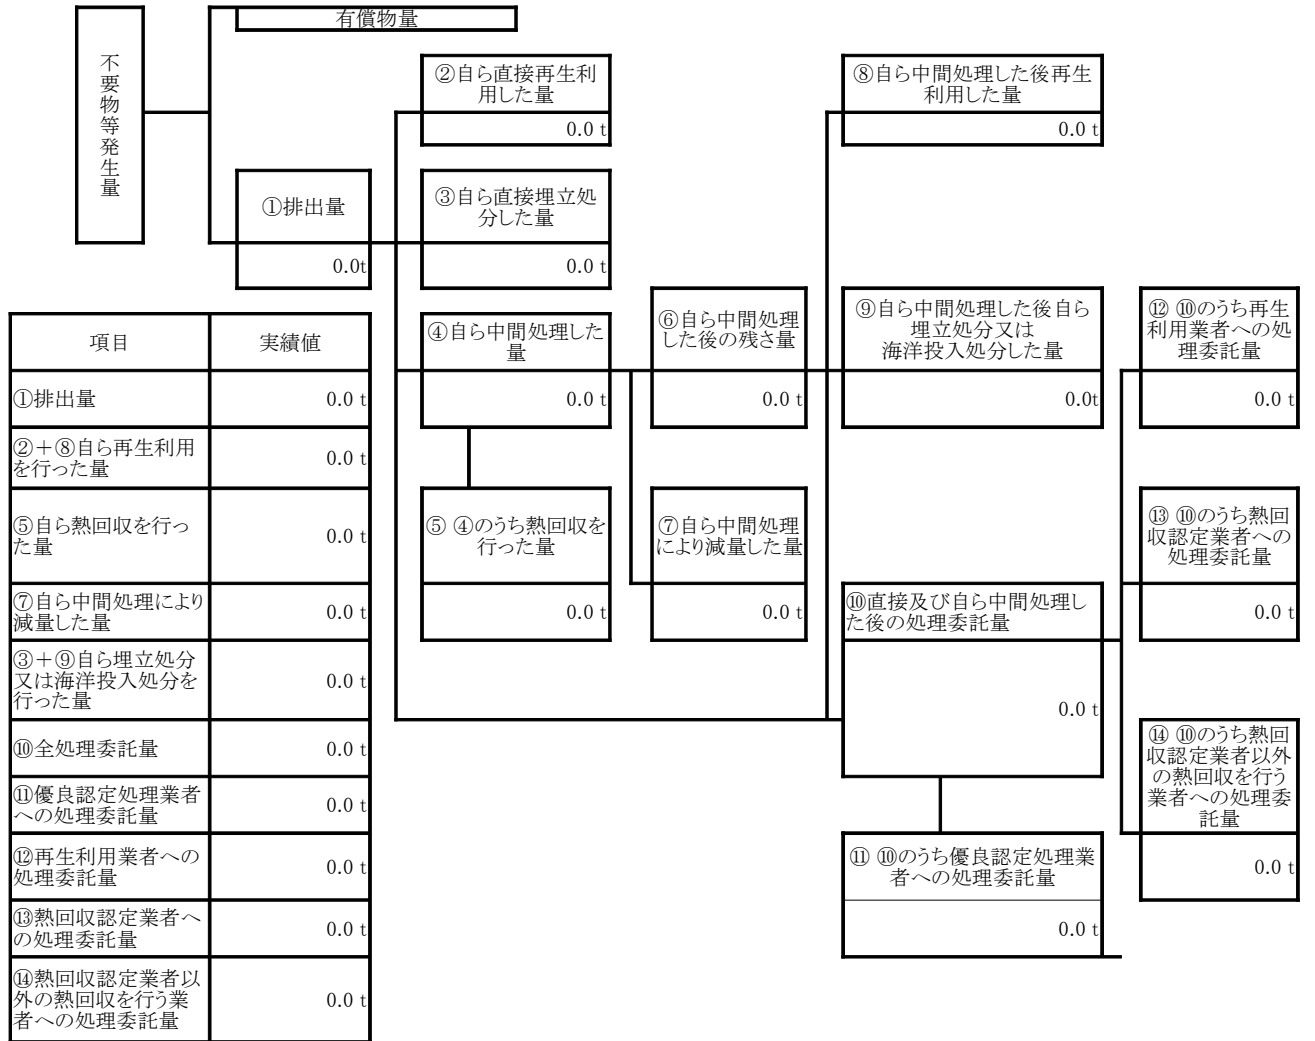 有償物量
不要物等発生量
②自ら直接再生利
用した量
0.0 t
⑧自ら中間処理した後再生
利用した量
0.0 t
①排出量
0.0t
③自ら直接埋立処
分した量
0.0 t
④自ら中間処理した
量
0.0 t
⑥自ら中間処理
した後の残さ量
0.0 t
⑨自ら中間処理した後自ら
埋立処分又は
海洋投入処分した量
0.0t
⑫ ⑩のうち再生
利用業者への処
理委託量
0.0 t
⑤ ④のうち熱回収を
行った量
0.0 t
⑦自ら中間処理
により減量した量
0.0 t
⑬ ⑩のうち熱回
収認定業者への
処理委託量
0.0 t
⑩直接及び自ら中間処理し
た後の処理委託量
0.0 t
⑭ ⑩のうち熱回
収認定業者以外
の熱回収を行う
業者への処理委
託量
0.0 t
⑪ ⑩のうち優良認定処理業
者への処理委託量
0.0 t
項目 実績値
①排出量 0.0 t
②＋⑧自ら再生利用
を行った量
0.0 t
⑤自ら熱回収を行っ
た量
0.0 t
⑦自ら中間処理により
減量した量
0.0 t
③＋⑨自ら埋立処分
又は海洋投入処分を
行った量
0.0 t
⑩全処理委託量 0.0 t
⑪優良認定処理業者
への処理委託量
0.0 t
⑫再生利用業者への
処理委託量
0.0 t
⑬熱回収認定業者へ
の処理委託量
0.0 t
⑭熱回収認定業者以
外の熱回収を行う業
者への処理委託量
0.0 t